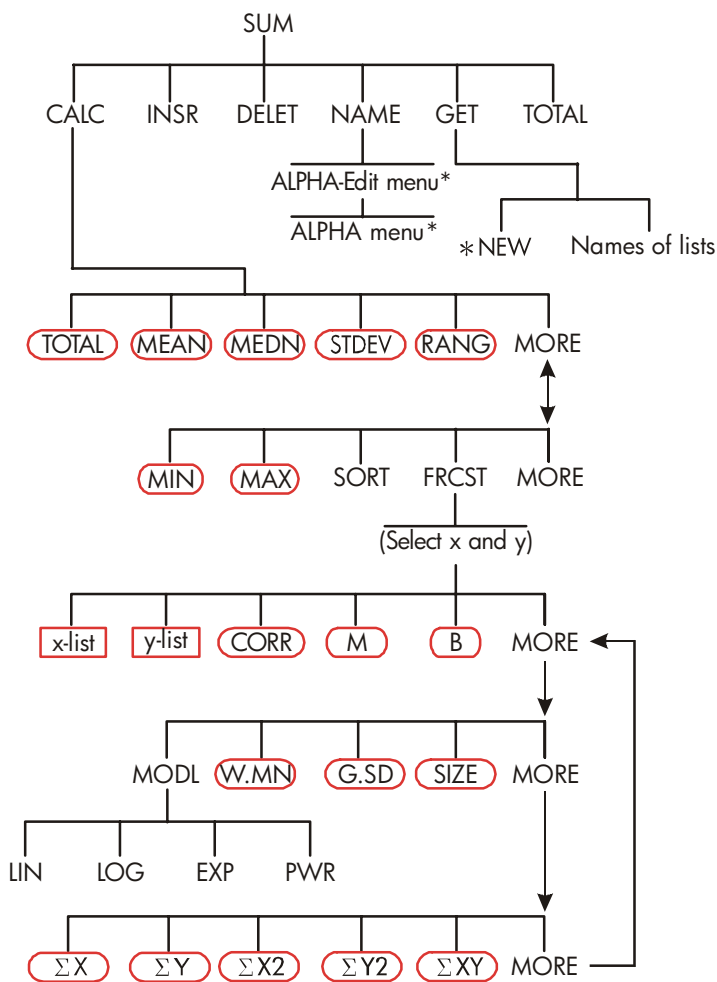 SUM
CALC INSR DELET NAME GET TOTAL
ALPHA-Edit menu*
ALPHA menu*
*NEW Names of lists
TOTAL MEAN MEDN STDEV RANG MORE
MIN MAX SORT FRCST MORE
(Select x and y)
x-list y-list CORR M B MORE
MODL W.MN G.SD SIZE MORE
LIN LOG EXP PWR
ΣX ΣY ΣX2 ΣY2 ΣXY MORE